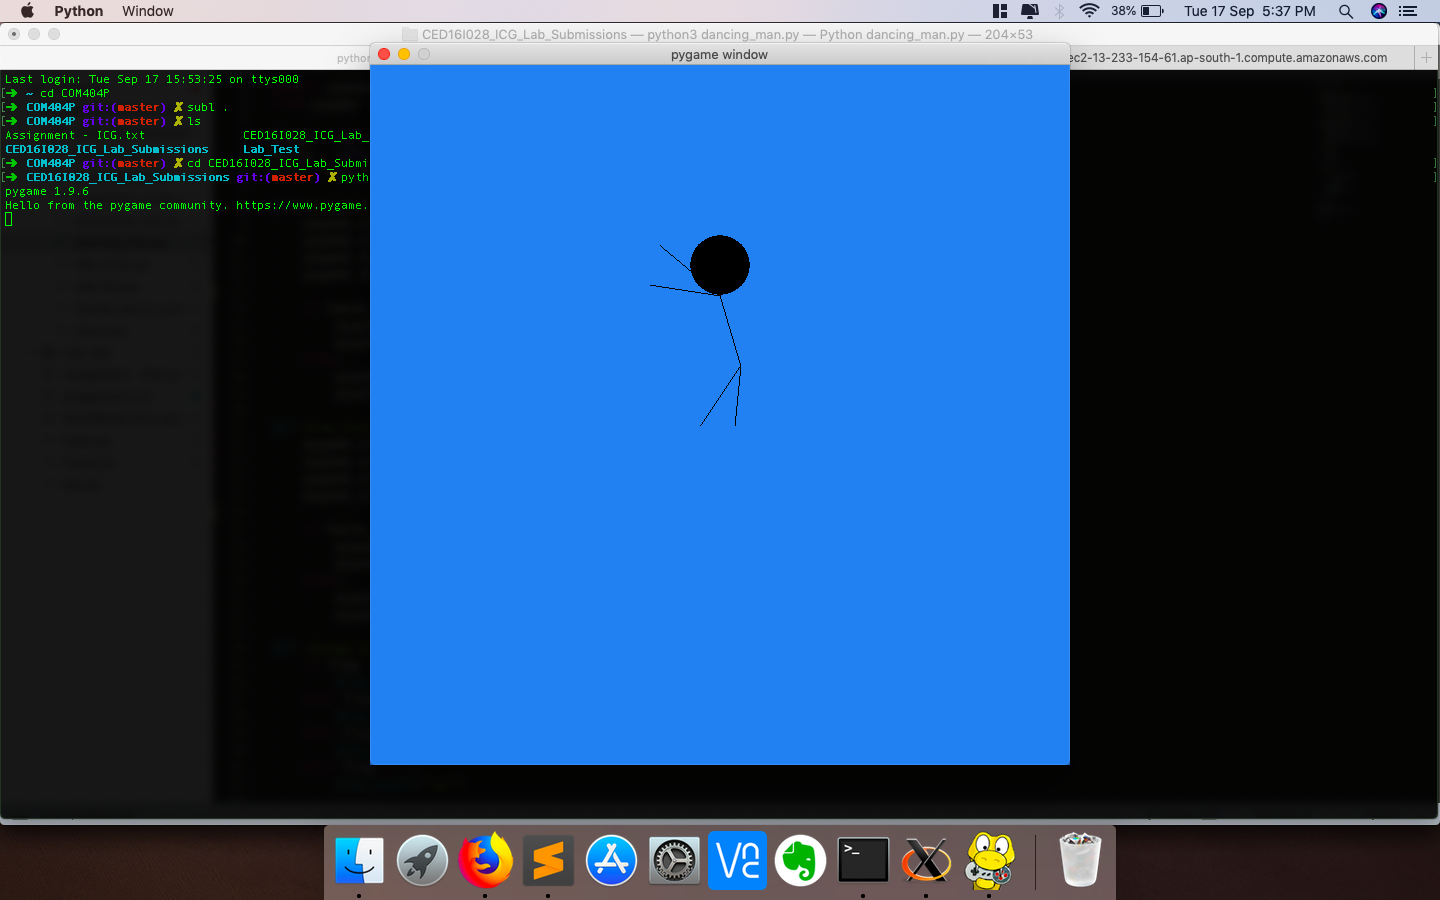 Python Window 38% Tue 17 Sep 5:37 PM
CED16I028_ICG_Lab_Submissions — python3 dancing_man.py — Python dancing_man.py — 204×53
pygame window
ec2-13-233-154-61.ap-south-1.compute.amazonaws.com
Last login: Tue Sep 17 15:53:25 on ttys000
[➜ ~ cd COM404P
[➜ COM404P git:(master) ✗ subl .
[➜ COM404P git:(master) ✗ ls
Assignment - ICG.txt CED16I028_ICG_Lab_
CED16I028_ICG_Lab_Submissions Lab_Test
[➜ COM404P git:(master) ✗ cd CED16I028_ICG_Lab_Submi
[➜ CED16I028_ICG_Lab_Submissions git:(master) ✗ pyth
pygame 1.9.6
Hello from the pygame community. https://www.pygame.